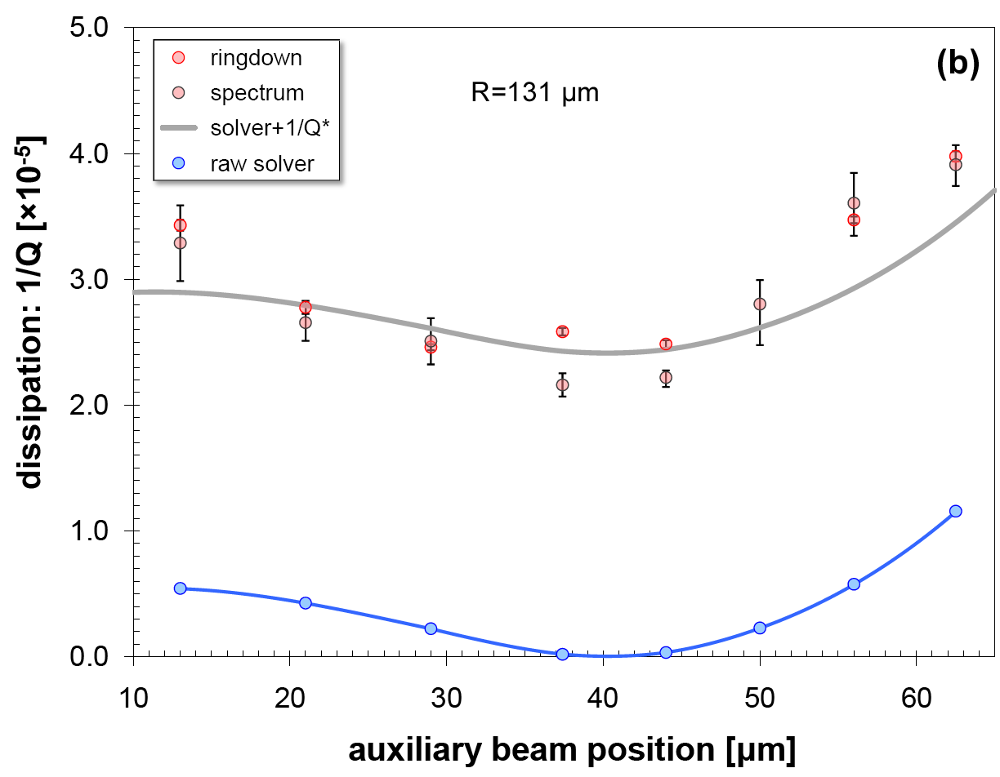 (b)
R=131 µm
ringdown
spectrum
solver+1/Q*
raw solver
dissipation: 1/Q [×10⁻⁵]
5.0
4.0
3.0
2.0
1.0
0.0
10 20 30 40 50 60
auxiliary beam position [µm]